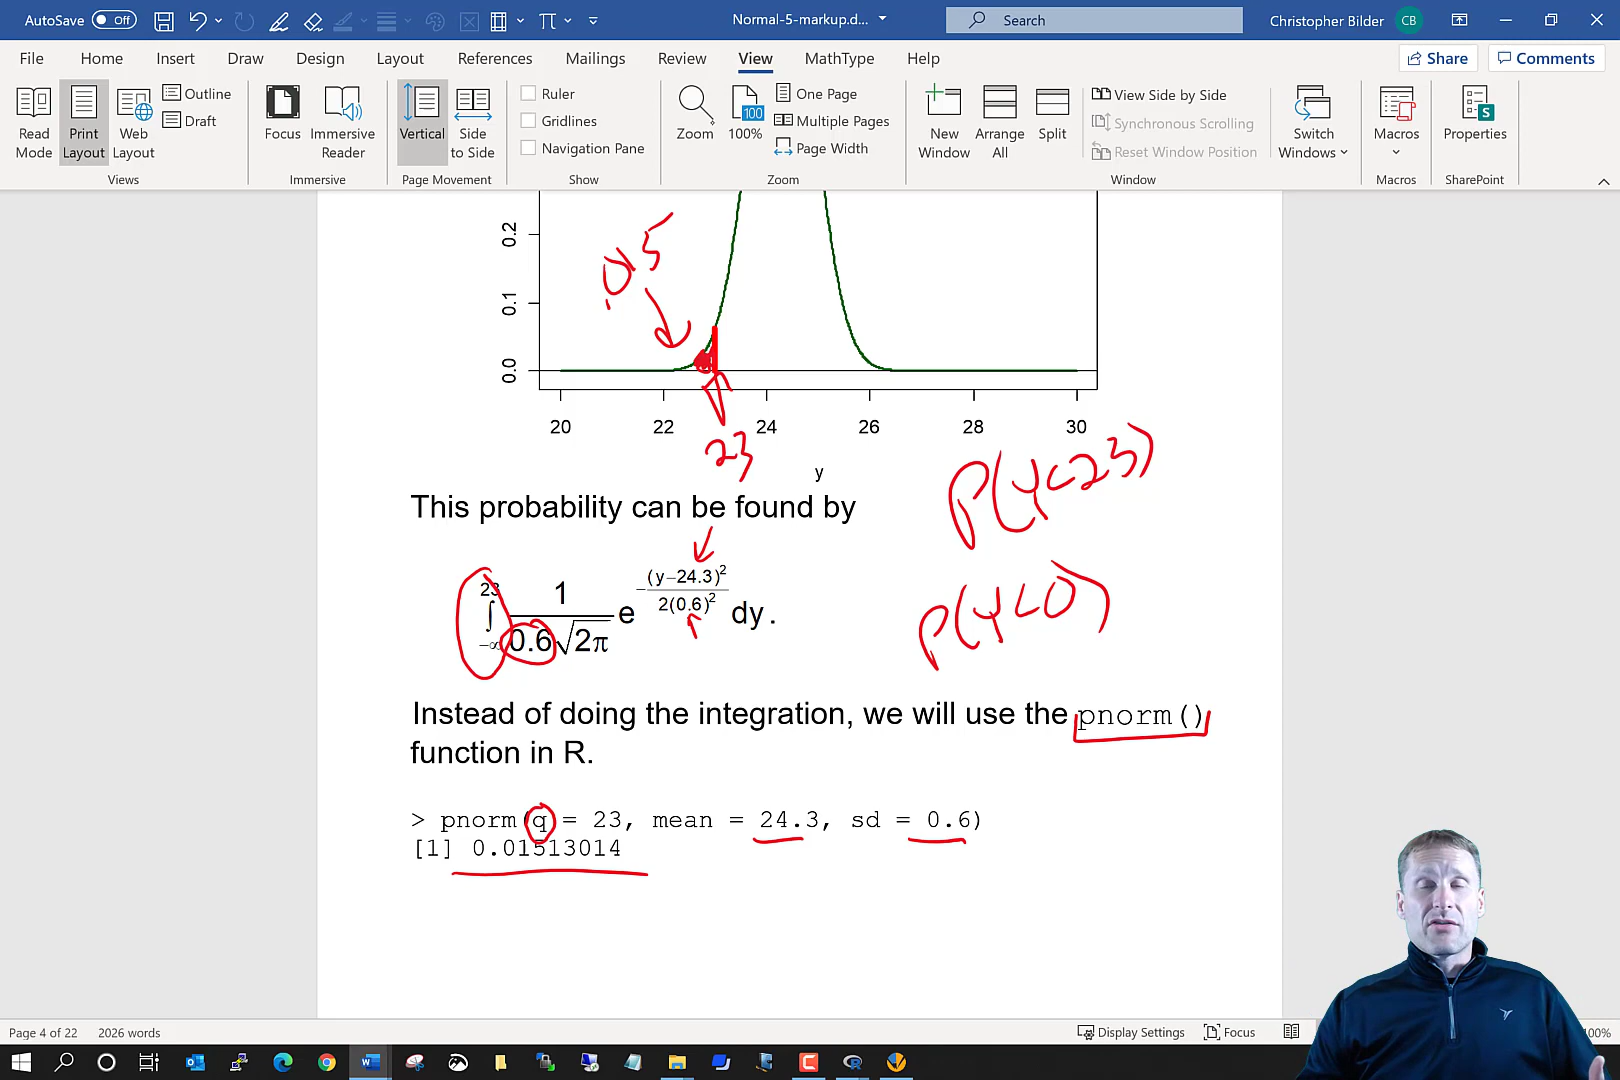 AutoSave Off Normal-5-markup.d... Search Christopher Bilder CB
File Home Insert Draw Design Layout References Mailings Review View MathType Help Share Comments
Read Mode
Print Layout
Web Layout
Outline
Draft
Views
Focus
Immersive Reader
Immersive
Vertical
Side to Side
Page Movement
Ruler
Gridlines
Navigation Pane
Show
Zoom
100
100%
One Page
Multiple Pages
Page Width
Zoom
New Window
Arrange All
Split
View Side by Side
Synchronous Scrolling
Reset Window Position
Switch Windows
Window
Macros
Macros
Properties
SharePoint
0.2
0.1
0.0
.015
20 22 24 26 28 30
23
y
P(Y<23)
This probability can be found by
23
∫
-∞
1
0.6√2π
e
-(y-24.3)²
2(0.6)²
dy.
P(Y<0)
Instead of doing the integration, we will use the pnorm()
function in R.
> pnorm(q = 23, mean = 24.3, sd = 0.6)
[1] 0.01513014
Page 4 of 22 2026 words Display Settings Focus 100%